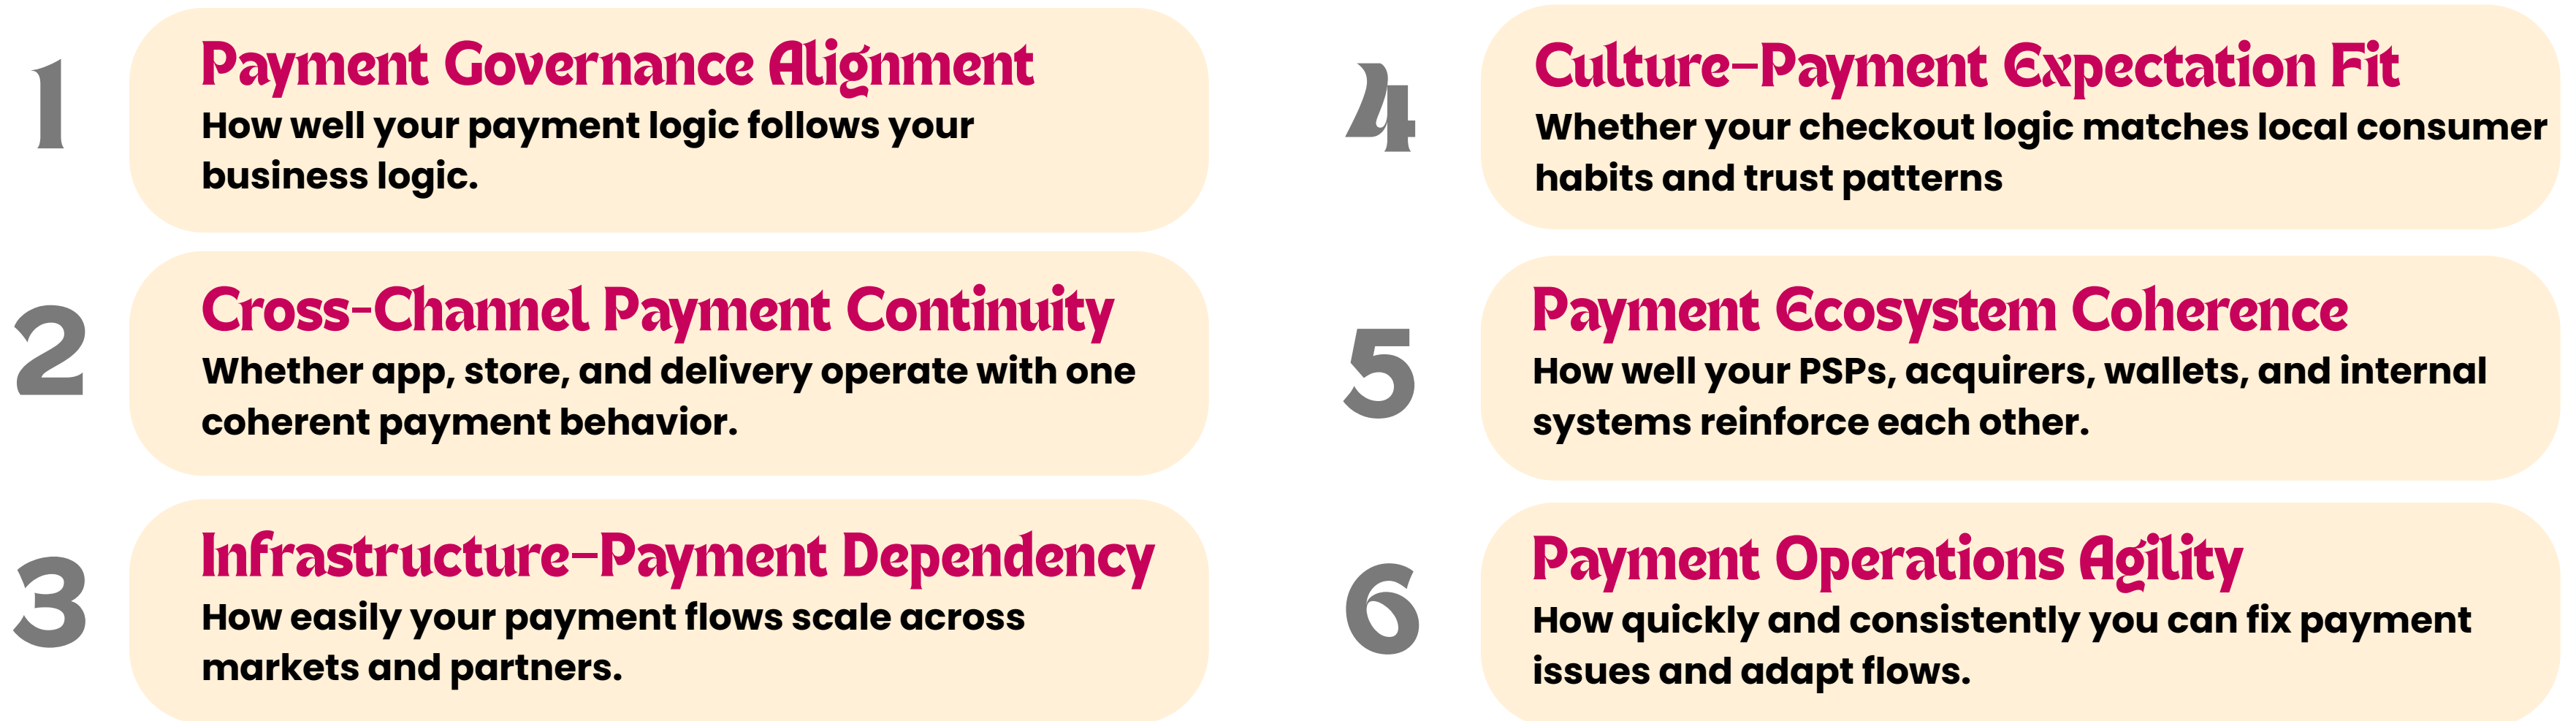 1
Payment Governance Alignment
How well your payment logic follows your
business logic.
2
Cross-Channel Payment Continuity
Whether app, store, and delivery operate with one
coherent payment behavior.
3
Infrastructure-Payment Dependency
How easily your payment flows scale across
markets and partners.
4
Culture-Payment Expectation Fit
Whether your checkout logic matches local consumer
habits and trust patterns
5
Payment Ecosystem Coherence
How well your PSPs, acquirers, wallets, and internal
systems reinforce each other.
6
Payment Operations Agility
How quickly and consistently you can fix payment
issues and adapt flows.